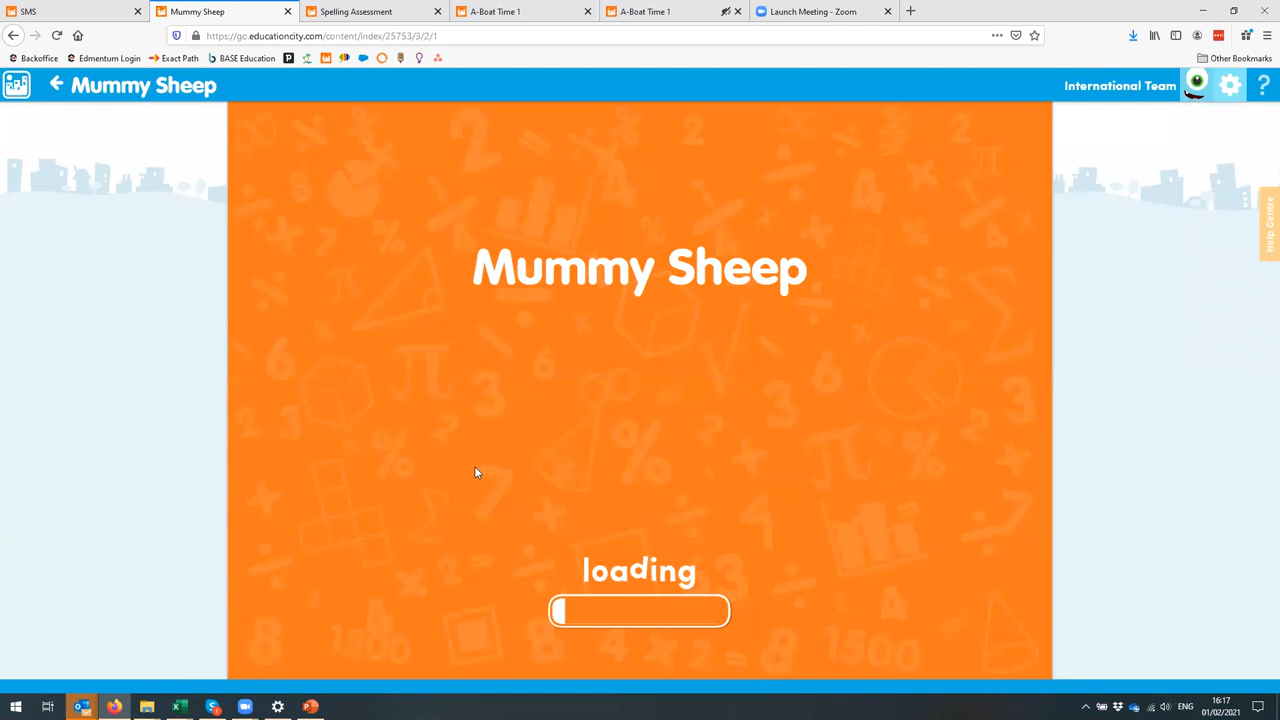 SMS
Mummy Sheep
Spelling Assessment
A-Boat Time 1
A-Boat Time 1
Launch Meeting - Zoom
https://go.educationcity.com/content/index/25753/3/2/1
Backoffice
Edmentum Login
Exact Path
BASE Education
Other Bookmarks
Mummy Sheep
International Team
?
Help Centre
Mummy Sheep
loading
ENG
16:17
01/02/2021